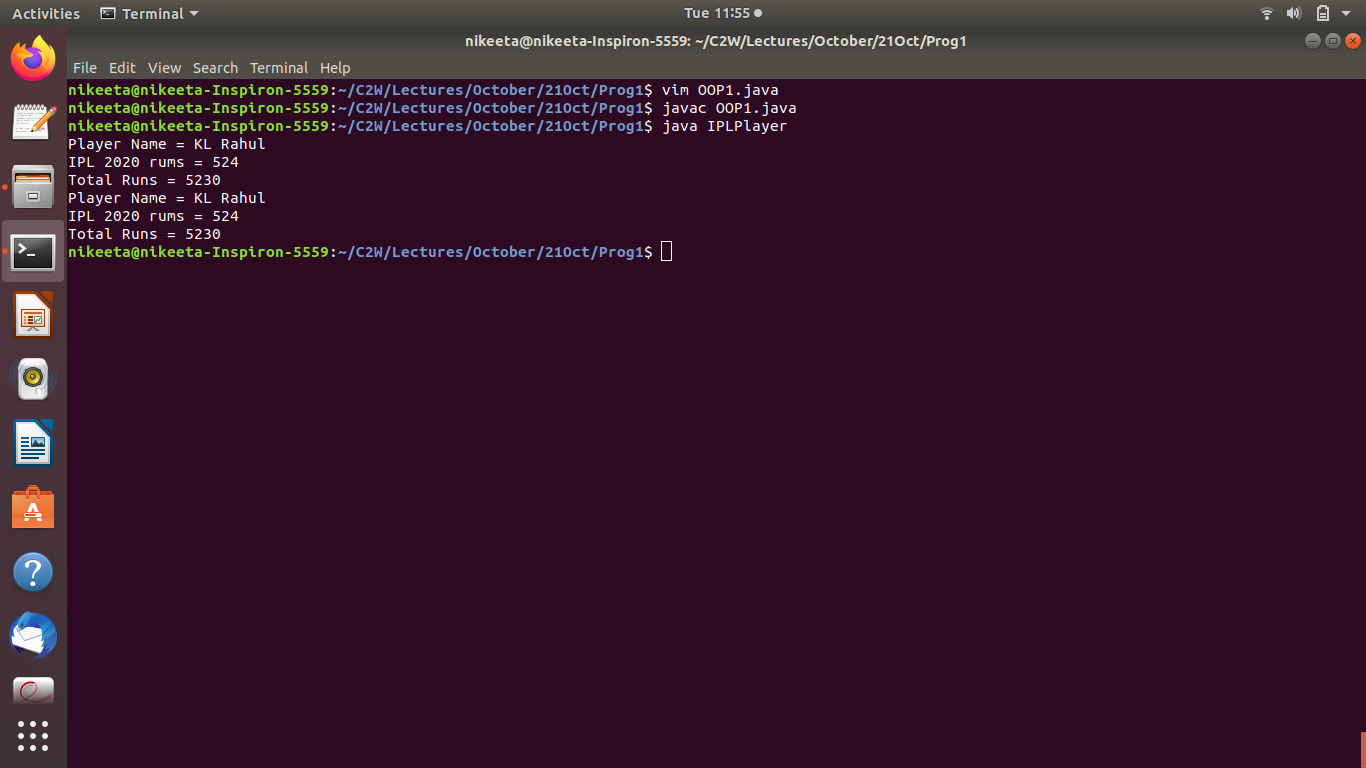 Activities Terminal Tue 11:55
nikeeta@nikeeta-Inspiron-5559: ~/C2W/Lectures/October/21Oct/Prog1
File Edit View Search Terminal Help
nikeeta@nikeeta-Inspiron-5559:~/C2W/Lectures/October/21Oct/Prog1$ vim OOP1.java
nikeeta@nikeeta-Inspiron-5559:~/C2W/Lectures/October/21Oct/Prog1$ javac OOP1.java
nikeeta@nikeeta-Inspiron-5559:~/C2W/Lectures/October/21Oct/Prog1$ java IPLPlayer
Player Name = KL Rahul
IPL 2020 rums = 524
Total Runs = 5230
Player Name = KL Rahul
IPL 2020 rums = 524
Total Runs = 5230
nikeeta@nikeeta-Inspiron-5559:~/C2W/Lectures/October/21Oct/Prog1$